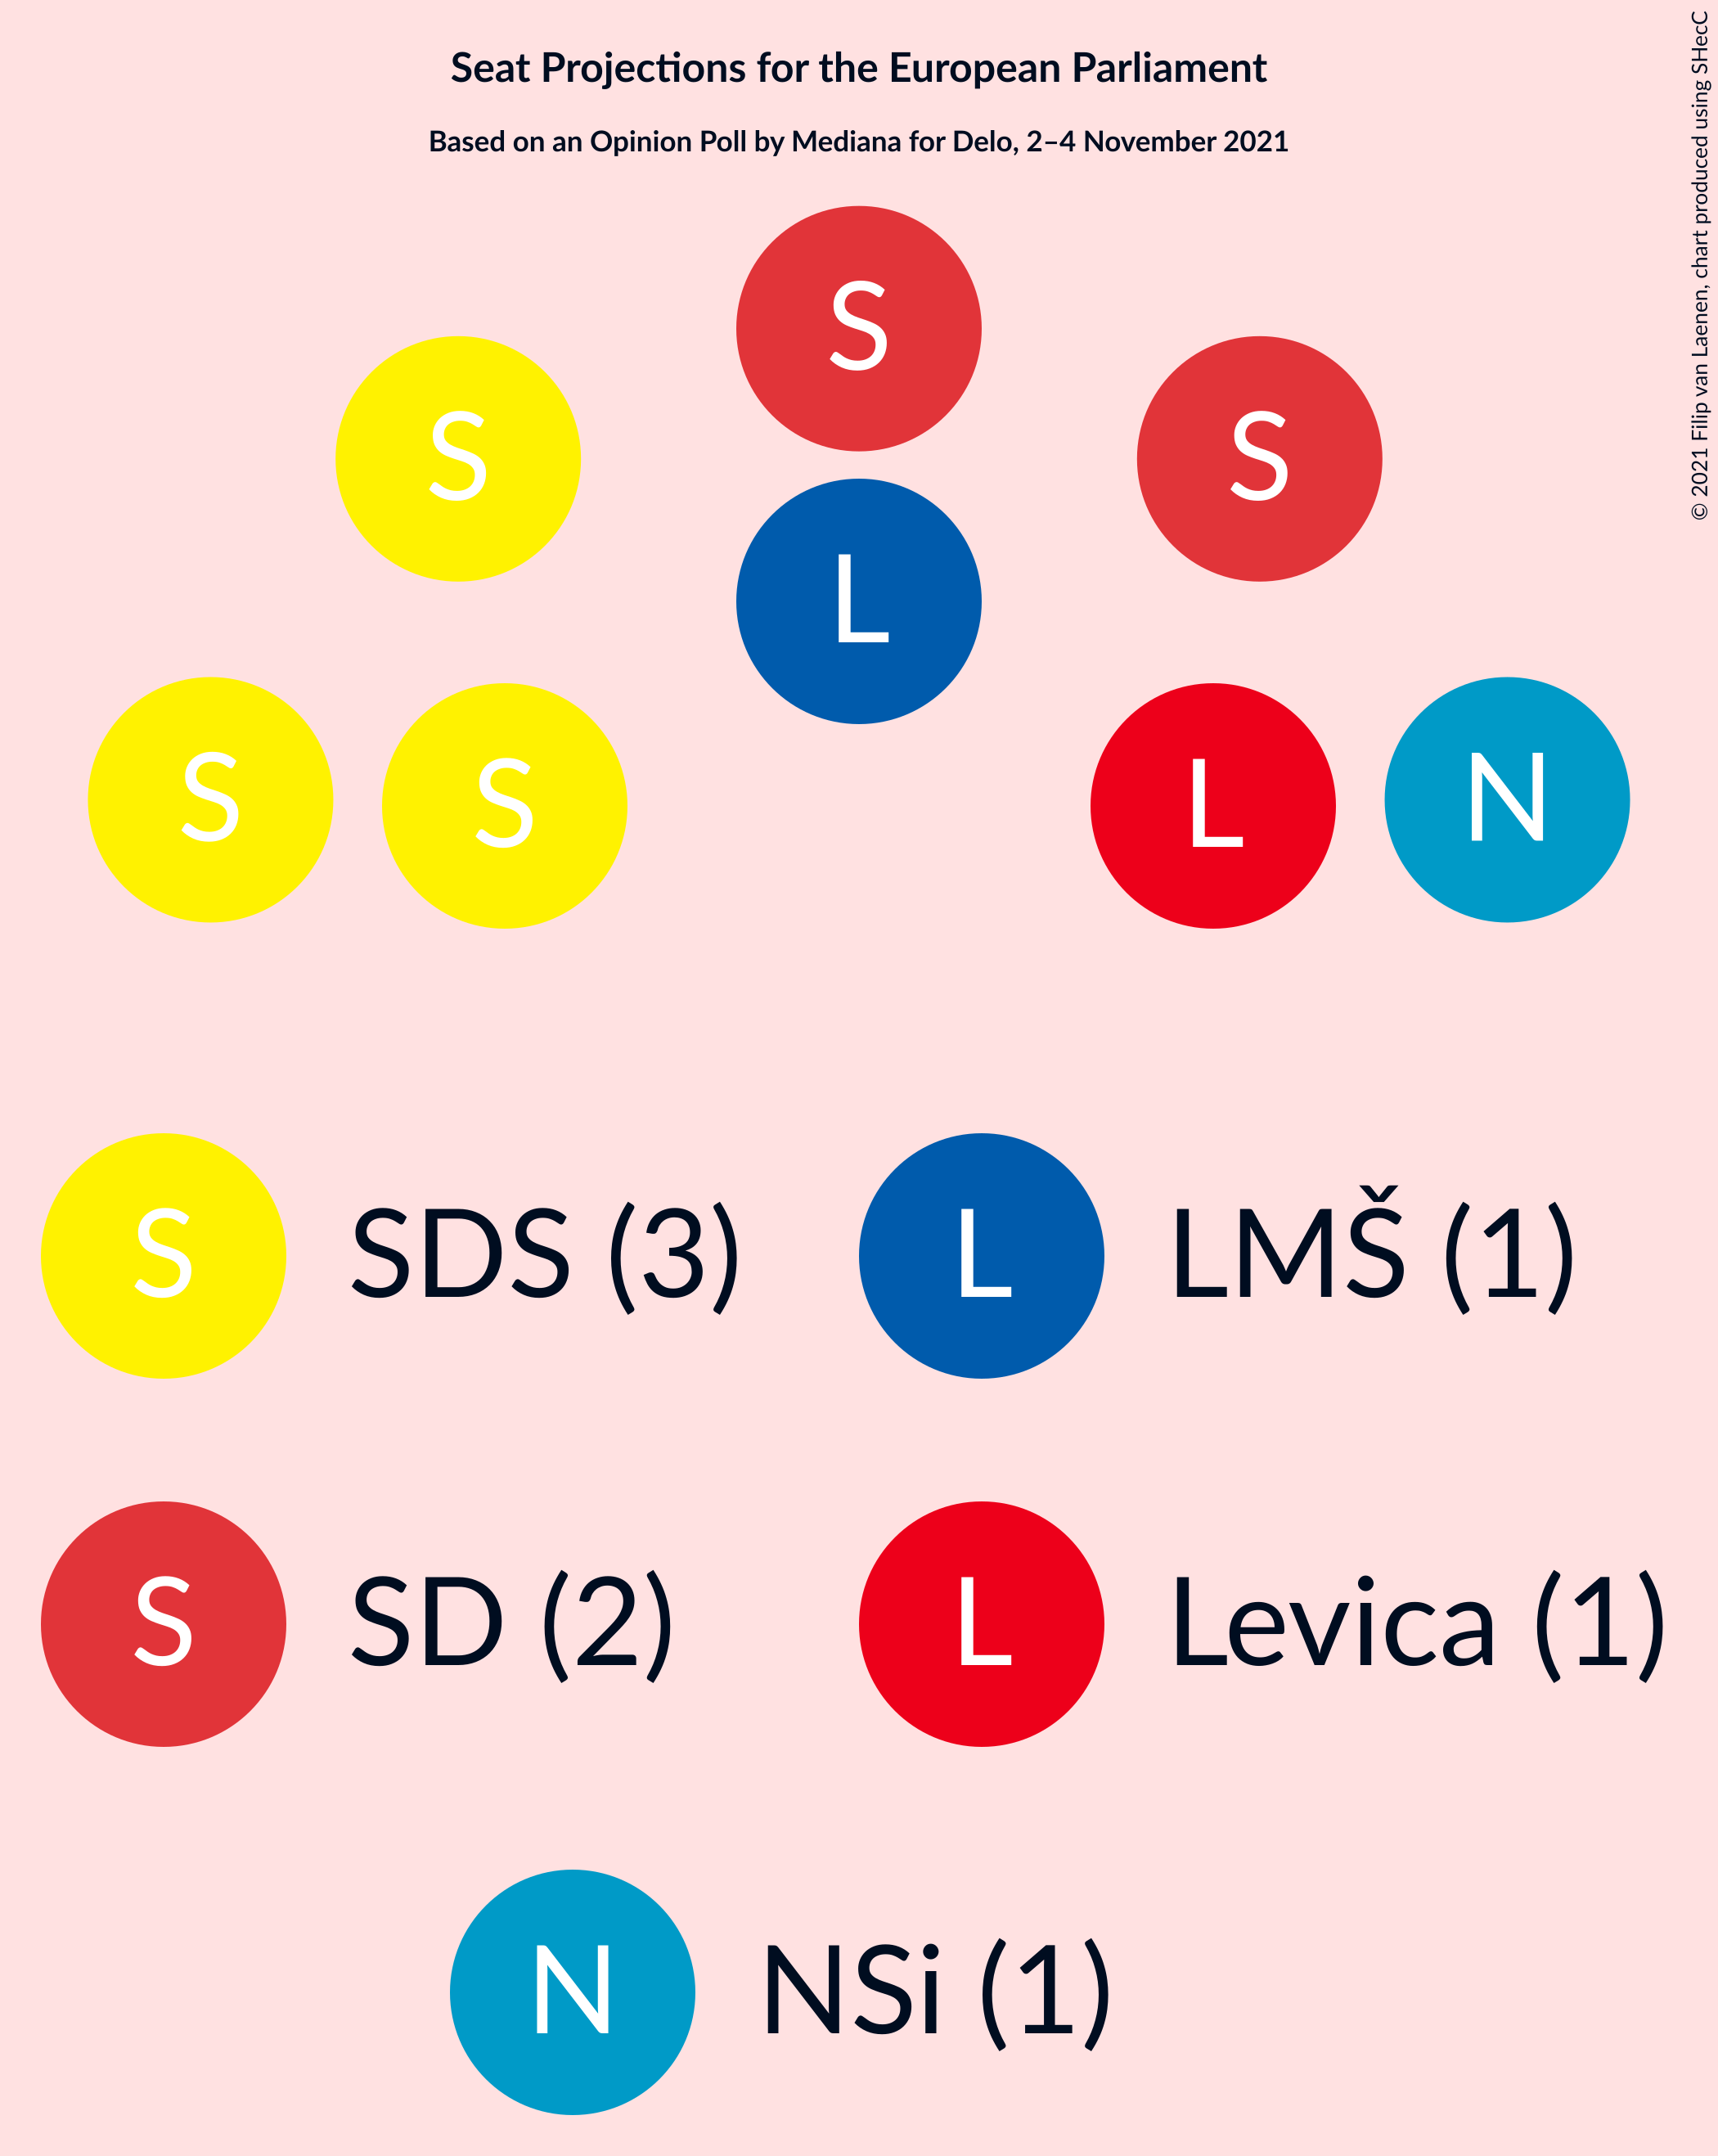 Seat Projections for the European Parliament
Based on an Opinion Poll by Mediana for Delo, 2–4 November 2021
© 2021 Filip van Laenen, chart produced using SHecC
S
S
S
L
S
S
L
N
S SDS (3)
L LMŠ (1)
S SD (2)
L Levica (1)
N NSi (1)